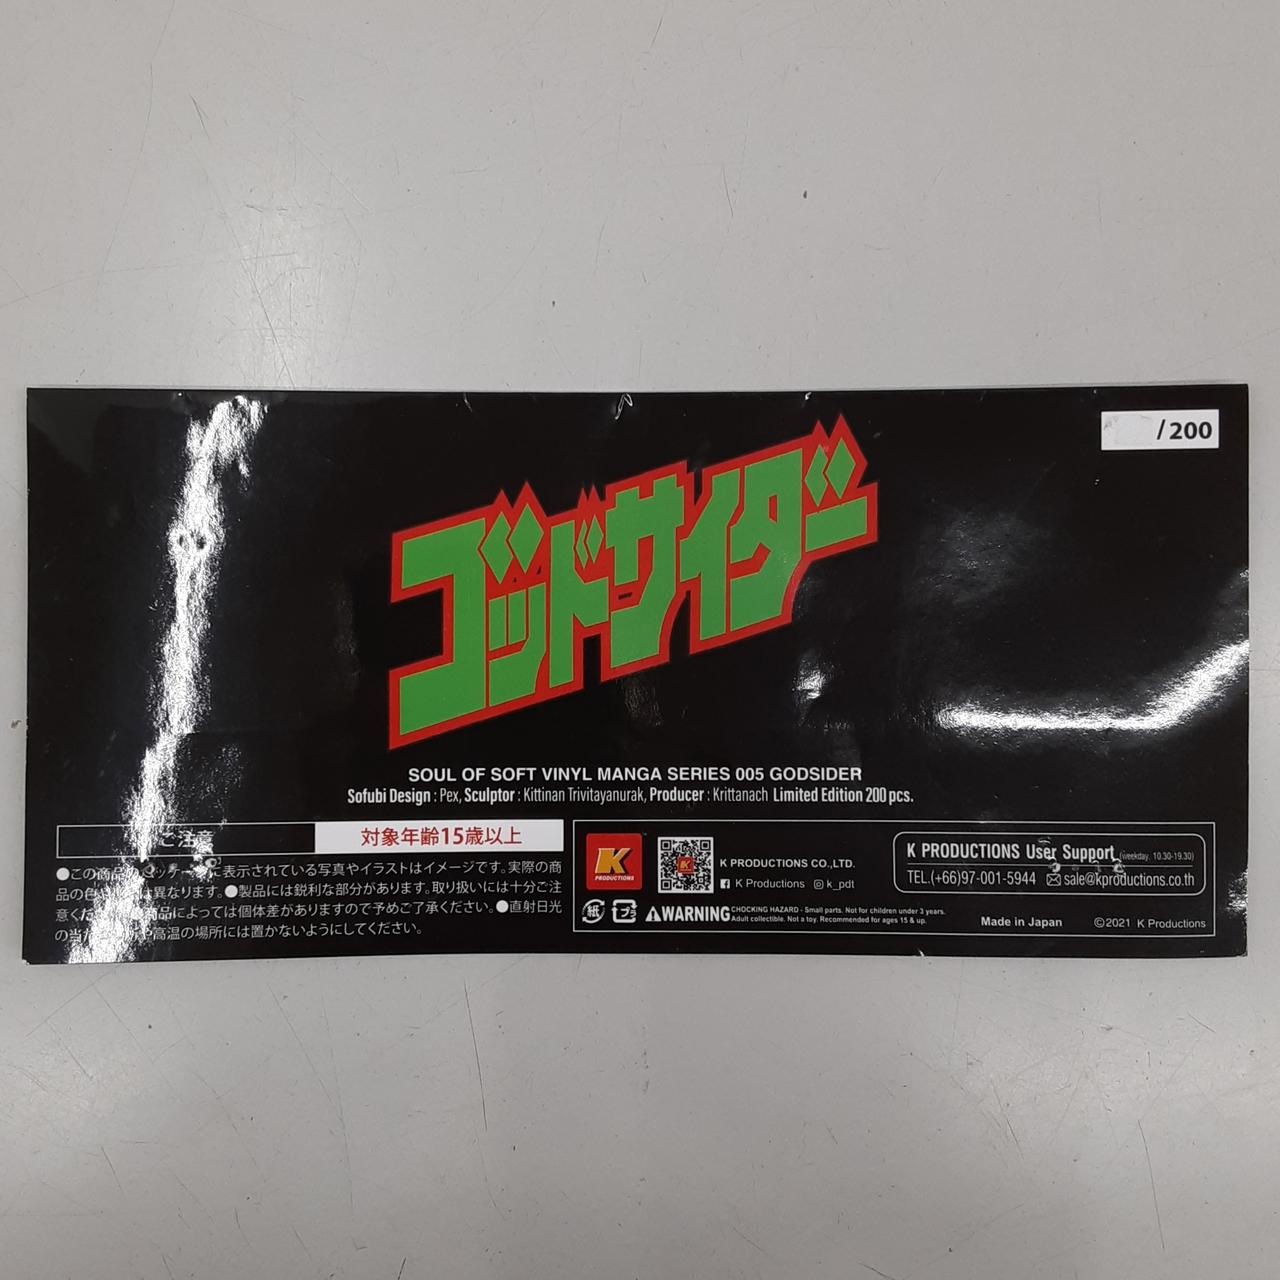 /200
ゴッドサイダー
SOUL OF SOFT VINYL MANGA SERIES 005 GODSIDER
Sofubi Design : Pex, Sculptor : Kittinan Trivitayanurak, Producer : Krittanach Limited Edition 200 pcs.
ご注意
対象年齢15歳以上
●この商品の ッケー に表示されている写真やイラストはイメージです。実際の商
品の色 は異なります。●製品には鋭利な部分があります。取り扱いには十分ご注
意くだ 商品によっては個体差がありますので予めご了承ください。●直射日光
の当 や高温の場所には置かないようにしてください。
K
PRODUCTIONS
K PRODUCTIONS CO.,LTD.
K Productions k_pdt
紙 プラ
WARNING
CHOCKING HAZARD - Small parts. Not for children under 3 years.
Adult collectible. Not a toy. Recommended for ages 15 & up.
K PRODUCTIONS User Support (weekday. 10.30-19.30)
TEL.(+66)97-001-5944 sale@kproductions.co.th
Made in Japan ©2021 K Productions